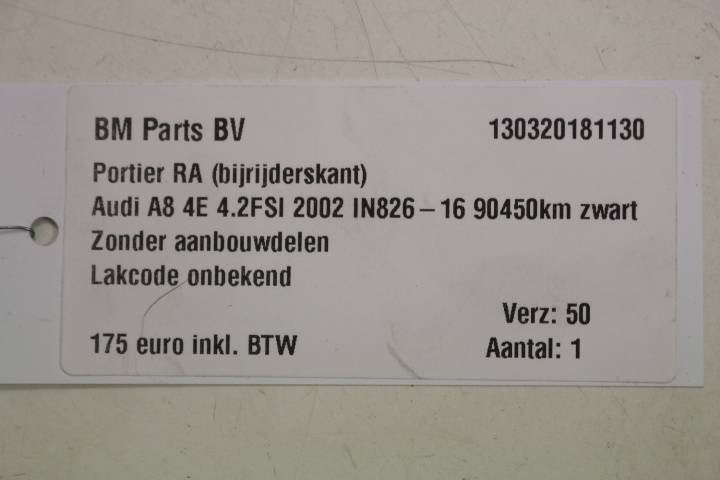 BM Parts BV 130320181130
Portier RA (bijrijderskant)
Audi A8 4E 4.2FSI 2002 IN826–16 90450km zwart
Zonder aanbouwdelen
Lakcode onbekend
Verz: 50
175 euro inkl. BTW Aantal: 1